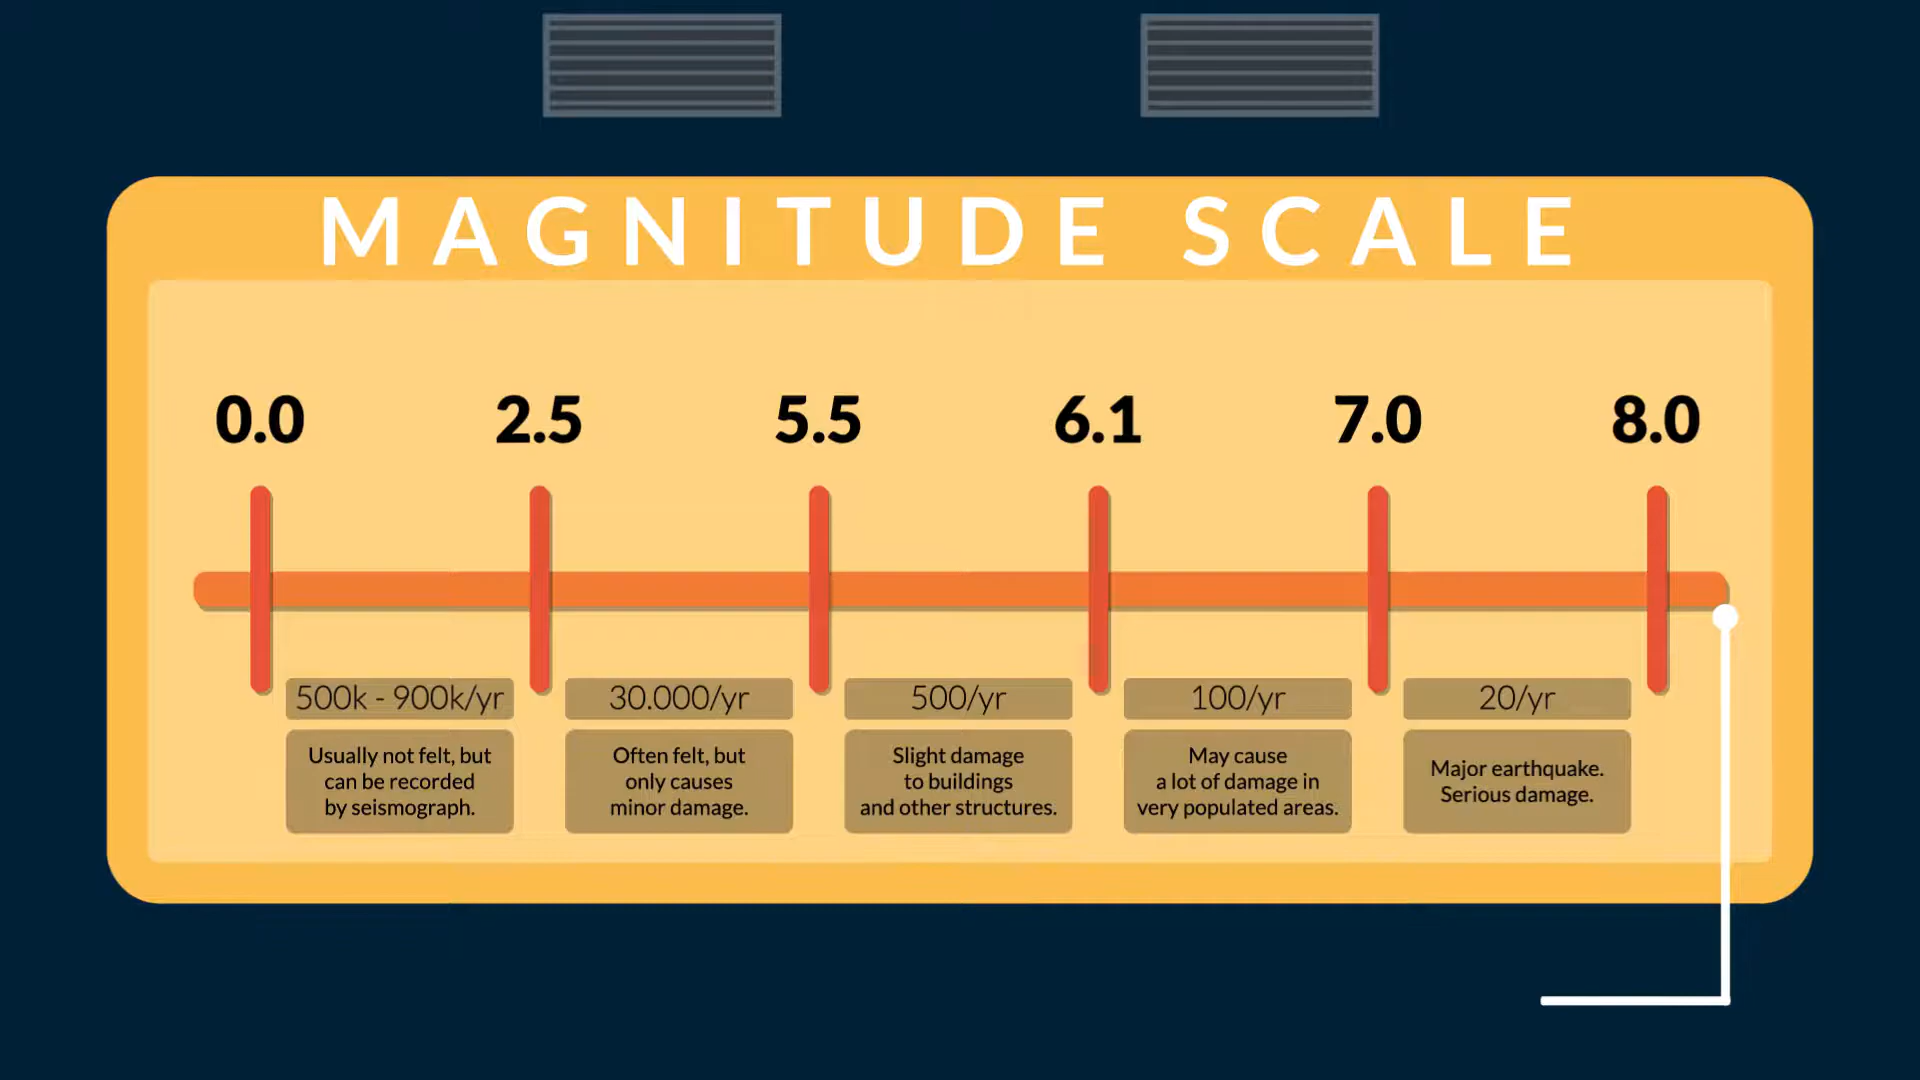 MAGNITUDE SCALE
0.0 2.5 5.5 6.1 7.0 8.0
500k - 900k/yr
Usually not felt, but
can be recorded
by seismograph.
30.000/yr
Often felt, but
only causes
minor damage.
500/yr
Slight damage
to buildings
and other structures.
100/yr
May cause
a lot of damage in
very populated areas.
20/yr
Major earthquake.
Serious damage.